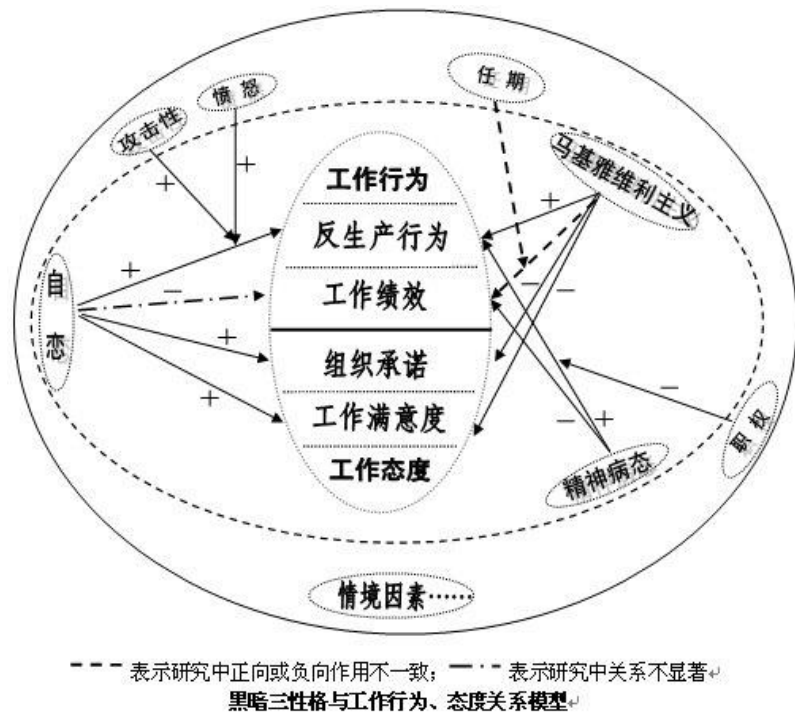 愤怒
任期
攻击性
马基雅维利主义
+
+
工作行为
+
反生产行为
自恋
+
−
工作绩效
−
−
+
组织承诺
−
+
工作满意度
−
+
职权
工作态度
精神病态
情境因素……
表示研究中正向或负向作用不一致； 表示研究中关系不显著↵
黑暗三性格与工作行为、态度关系模型↵